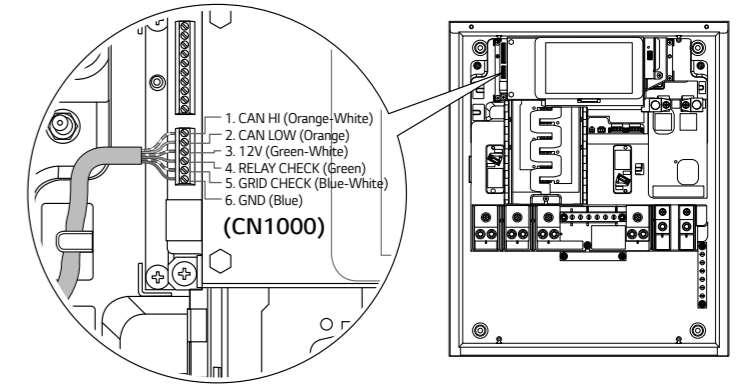 1. CAN HI (Orange-White)
2. CAN LOW (Orange)
3. 12V (Green-White)
4. RELAY CHECK (Green)
5. GRID CHECK (Blue-White)
6. GND (Blue)
(CN1000)